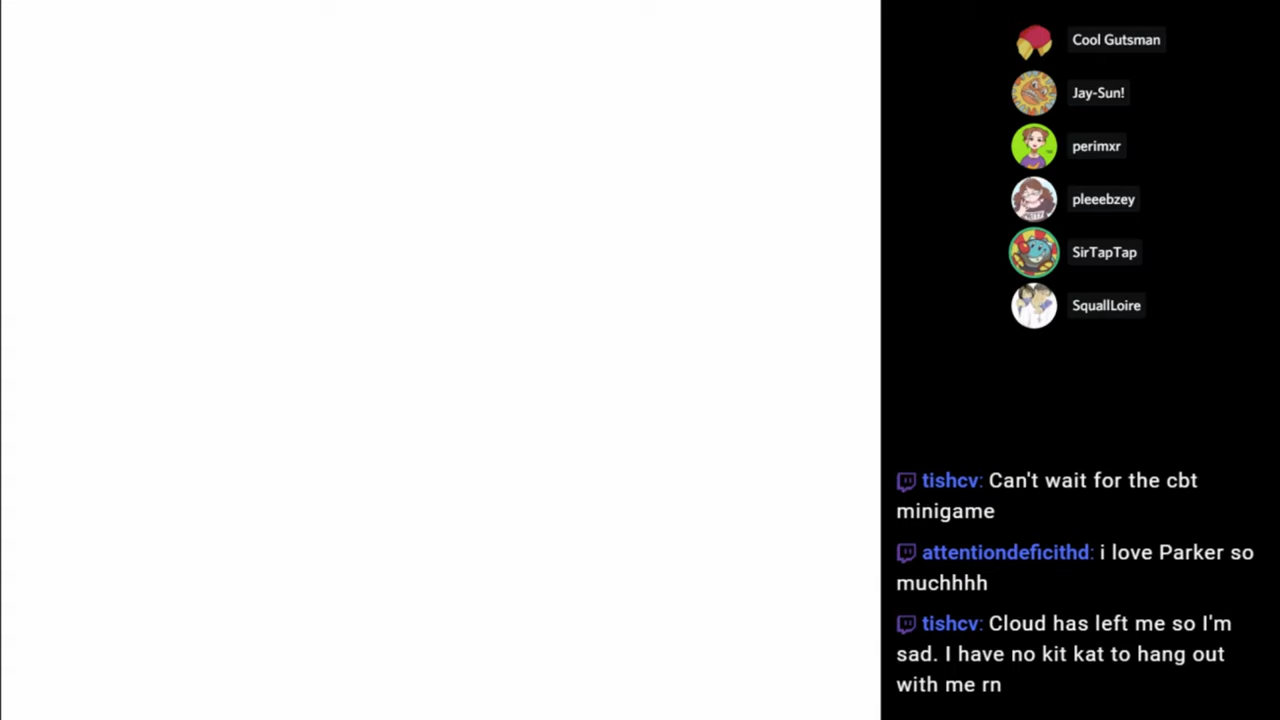 Cool Gutsman
Jay-Sun!
perimxr
pleeebzey
SirTapTap
SquallLoire
tishcv: Can't wait for the cbt
minigame
attentiondeficithd: i love Parker so
muchhhh
tishcv: Cloud has left me so I'm
sad. I have no kit kat to hang out
with me rn